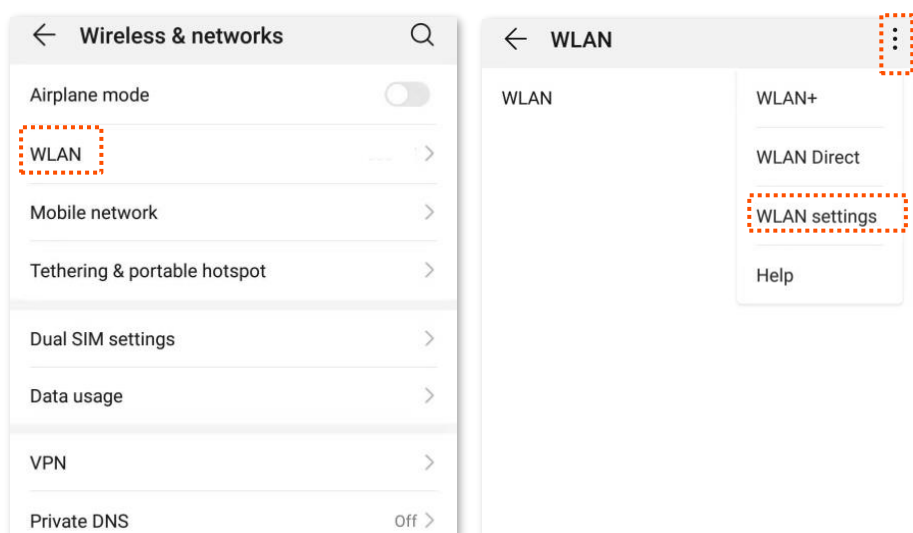 Wireless & networks
Airplane mode
WLAN
Mobile network
Tethering & portable hotspot
Dual SIM settings
Data usage
VPN
Private DNS Off
WLAN
WLAN
WLAN+
WLAN Direct
WLAN settings
Help